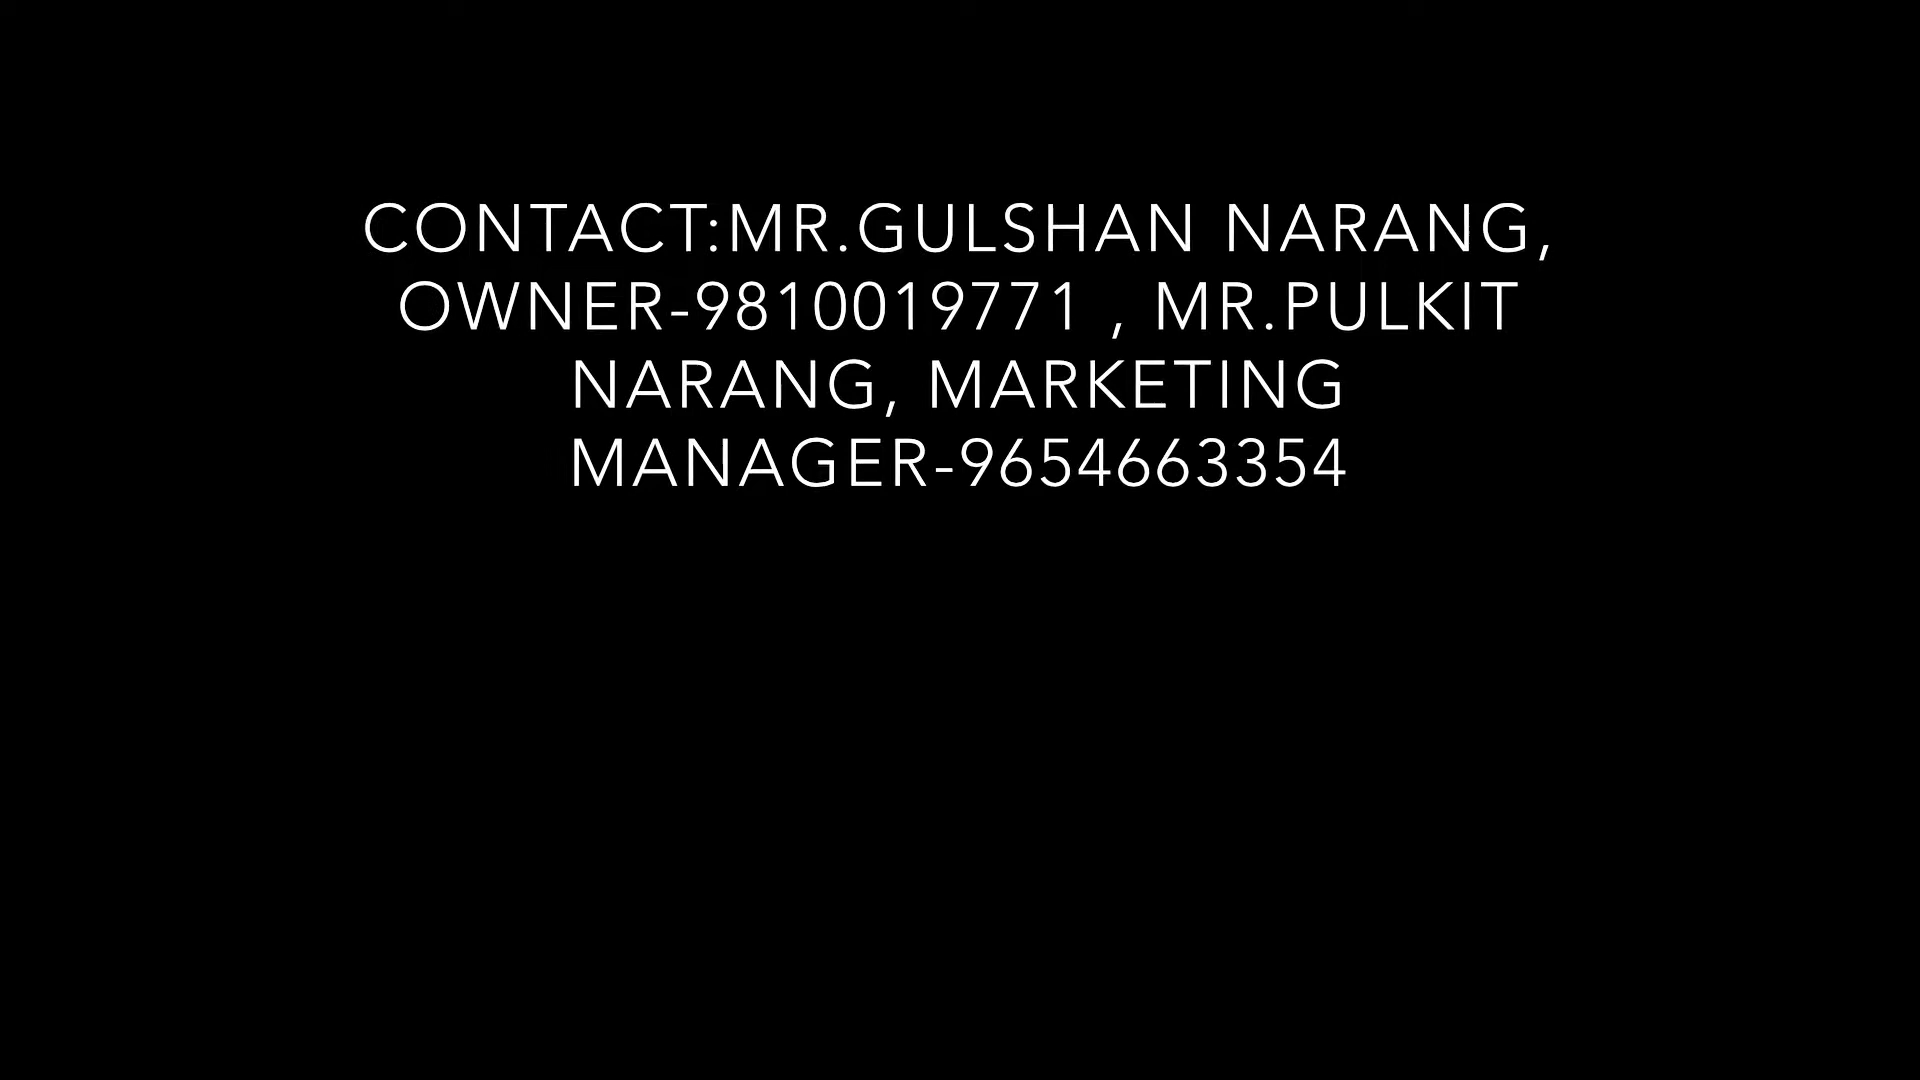 CONTACT:MR.GULSHAN NARANG,
OWNER-9810019771 , MR.PULKIT
NARANG, MARKETING
MANAGER-9654663354